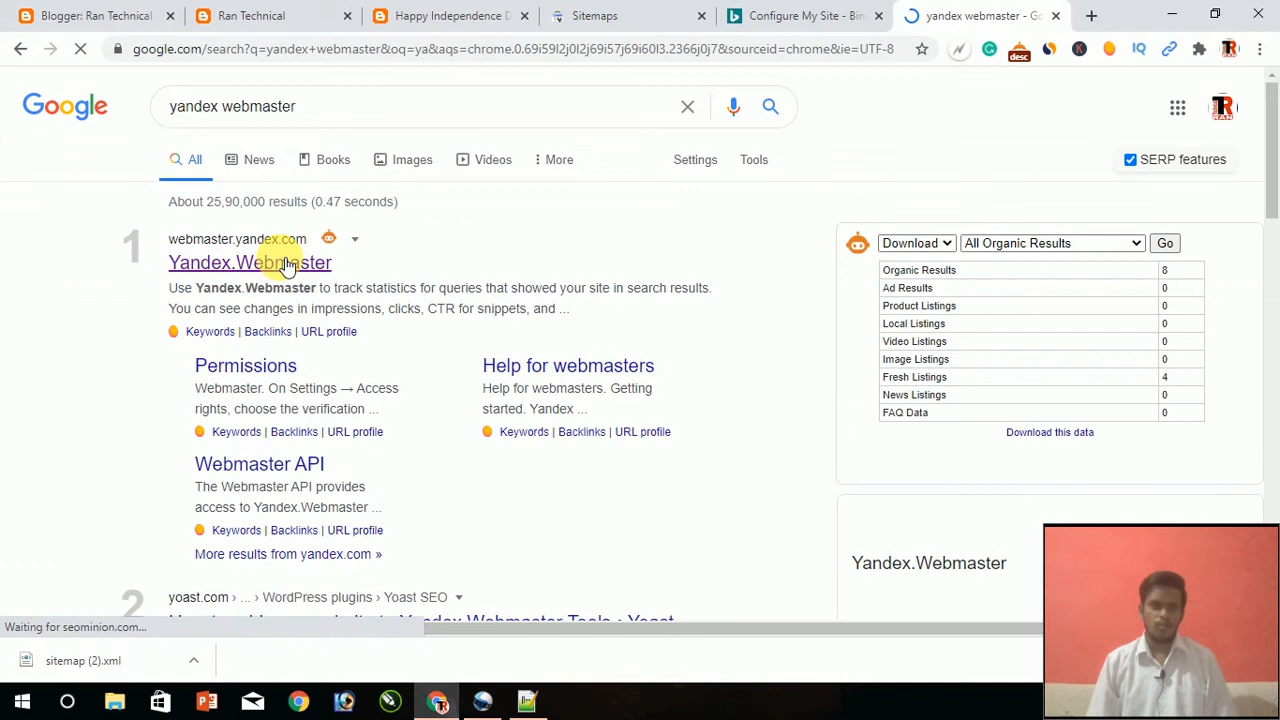 Blogger: Ran Technical
Ran Technical
Happy Independence D
Sitemaps
Configure My Site - Bin
yandex webmaster - Go
google.com/search?q=yandex+webmaster&oq=ya&aqs=chrome.0.69i59l2j0l2j69i57j69i60l3.2366j0j7&sourceid=chrome&ie=UTF-8
desc
IQ
Google
yandex webmaster
TR
RAN
All
News
Books
Images
Videos
More
Settings
Tools
SERP features
About 25,90,000 results (0.47 seconds)
1
webmaster.yandex.com
Yandex.Webmaster
Use Yandex.Webmaster to track statistics for queries that showed your site in search results.
You can see changes in impressions, clicks, CTR for snippets, and ...
Keywords | Backlinks | URL profile
Permissions
Webmaster. On Settings → Access
rights, choose the verification ...
Keywords | Backlinks | URL profile
Help for webmasters
Help for webmasters. Getting
started. Yandex ...
Keywords | Backlinks | URL profile
Webmaster API
The Webmaster API provides
access to Yandex.Webmaster ...
Keywords | Backlinks | URL profile
More results from yandex.com »
2
yoast.com › ... › WordPress plugins › Yoast SEO
Yandex Webmaster Tools • Yoast
Download
All Organic Results
Go
Organic Results 8
Ad Results 0
Product Listings 0
Local Listings 0
Video Listings 0
Image Listings 0
Fresh Listings 4
News Listings 0
FAQ Data 0
Download this data
Yandex.Webmaster
Waiting for seominion.com...
sitemap (2).xml